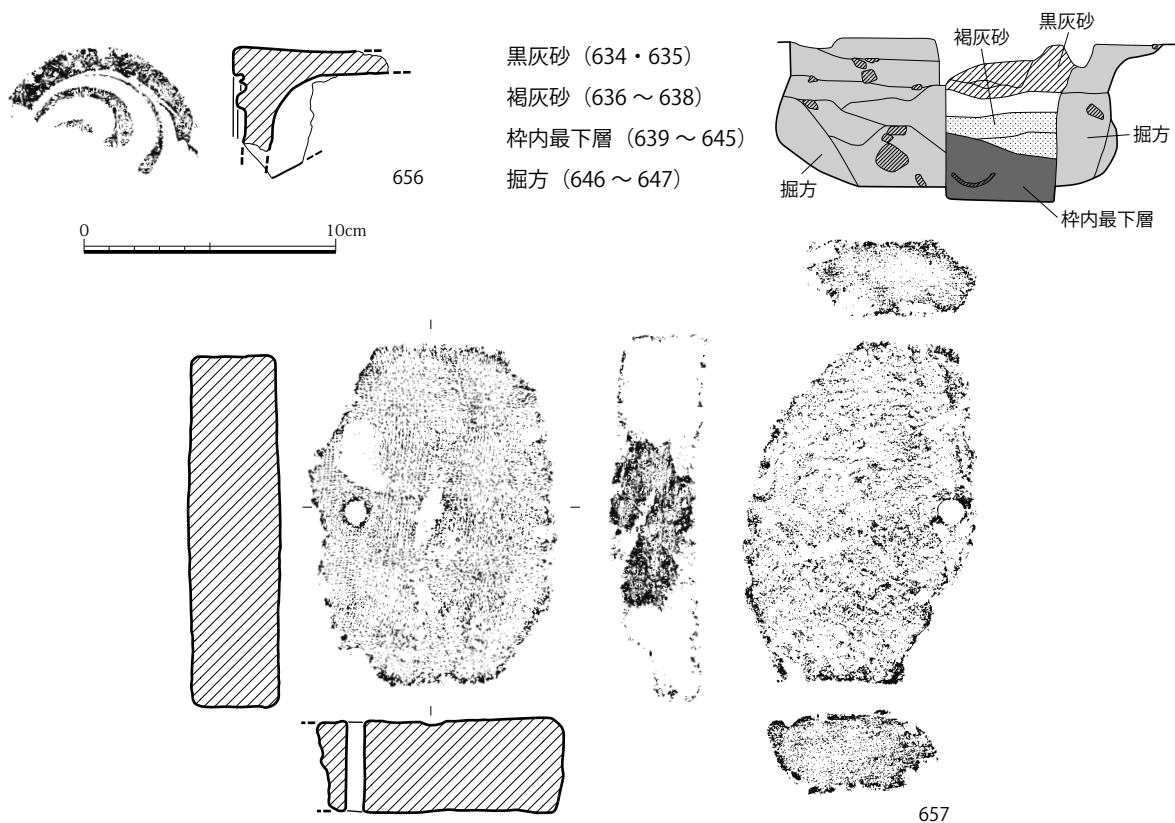 656
黒灰砂（634・635）
褐灰砂（636 ～ 638）
枠内最下層（639 ～ 645）
掘方（646 ～ 647）
黒灰砂
褐灰砂
掘方
掘方
枠内最下層
0 10cm
657